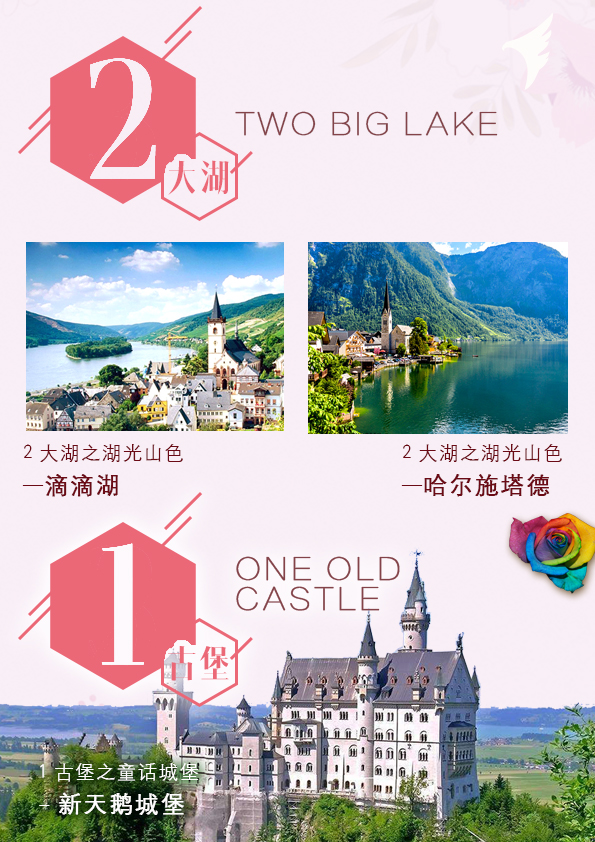 2
大湖
TWO BIG LAKE
2 大湖之湖光山色
—滴滴湖
2 大湖之湖光山色
—哈尔施塔德
1
古堡
ONE OLD
CASTLE
1 古堡之童话城堡
- 新天鹅城堡